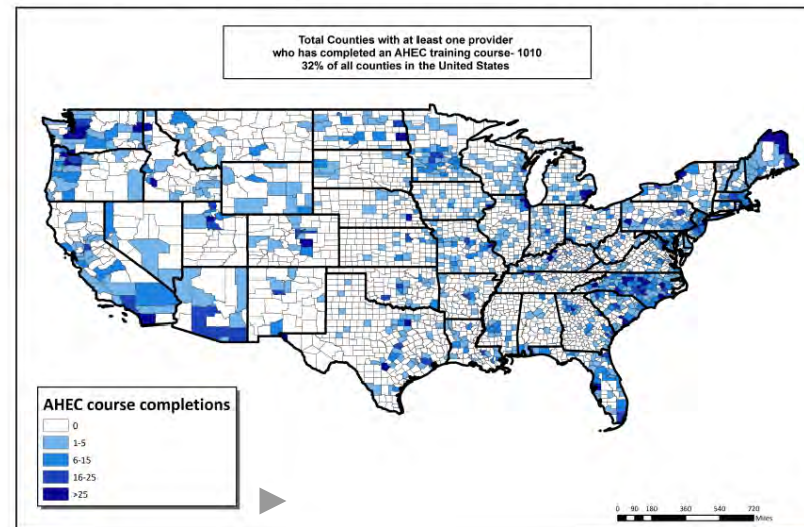 Total Counties with at least one provider
who has completed an AHEC training course- 1010
32% of all counties in the United States
AHEC course completions
0
1-5
6-15
16-25
>25
0 90 180 360 540 720
Miles